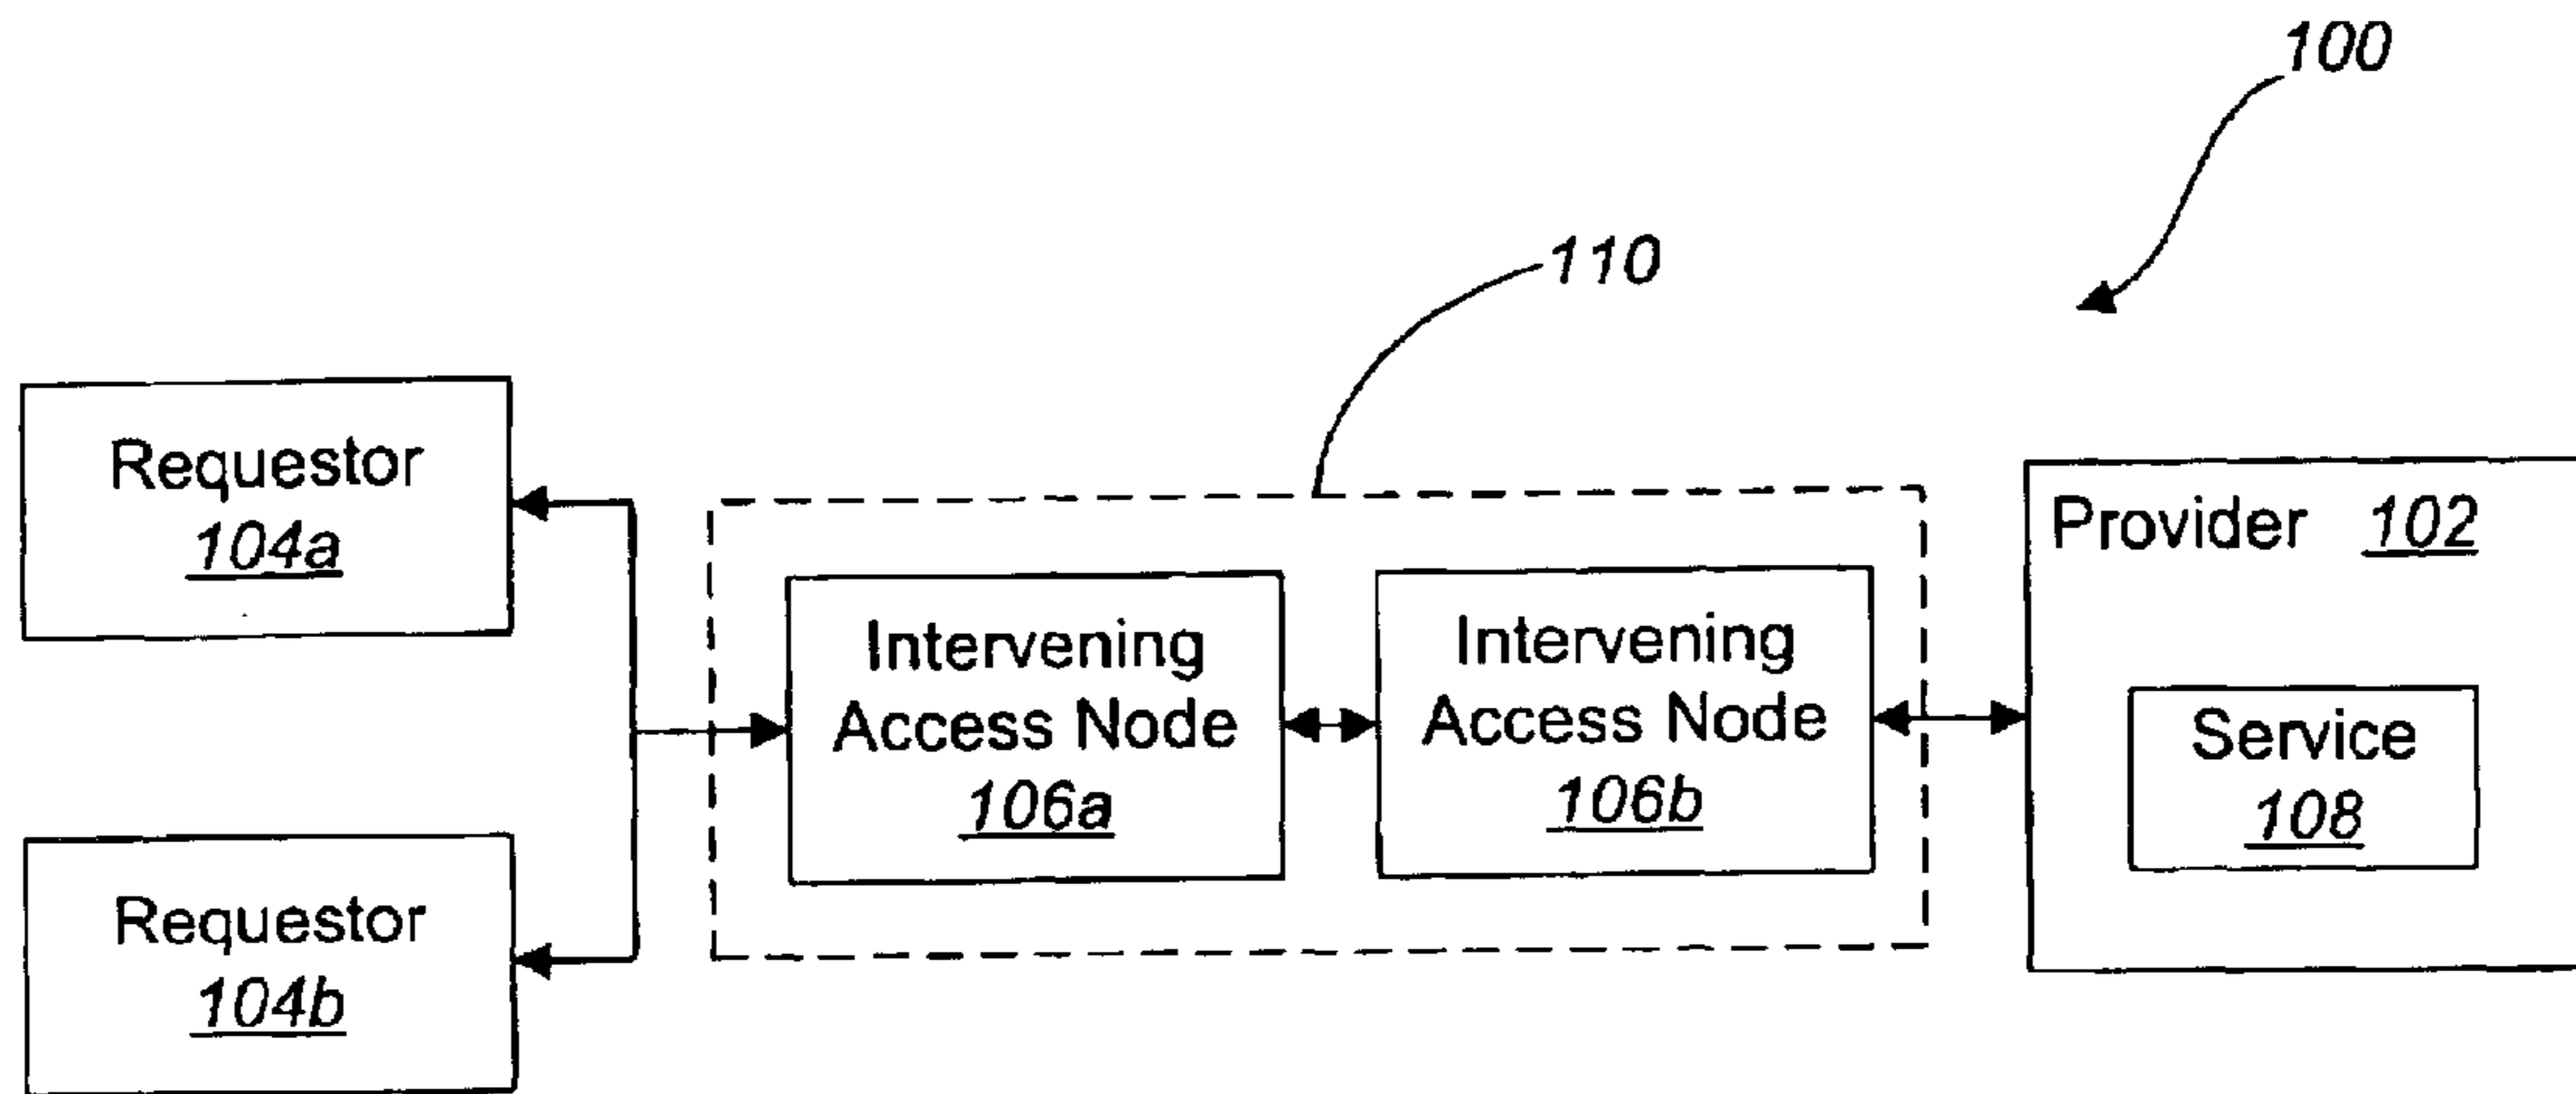 100
110
Requestor
104a
Intervening
Access Node
106a
Intervening
Access Node
106b
Provider 102
Service
108
Requestor
104b